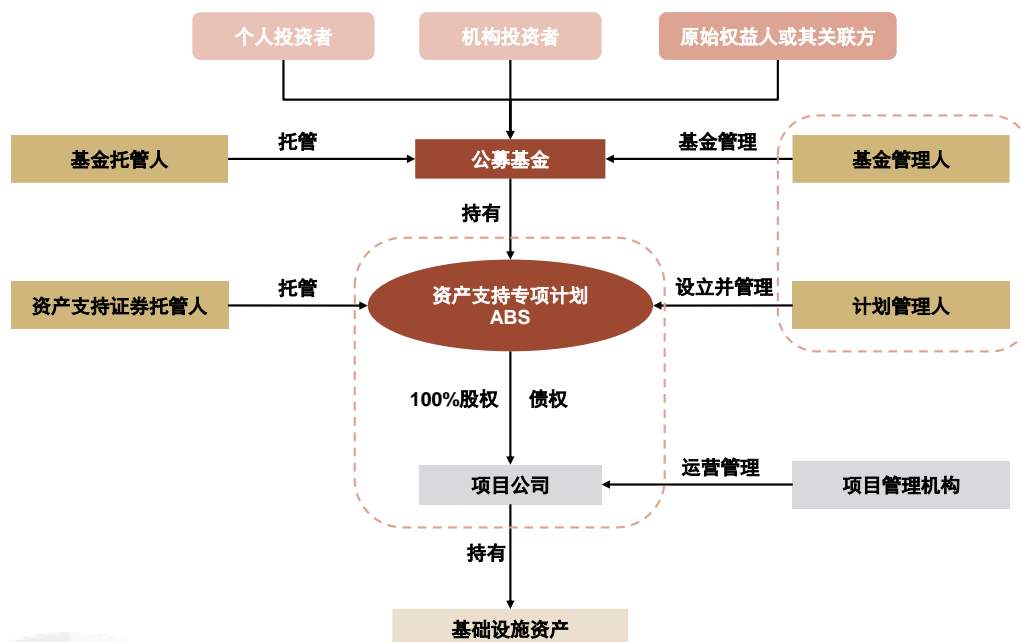 个人投资者
机构投资者
原始权益人或其关联方
基金托管人
托管
公募基金
基金管理
基金管理人
持有
资产支持证券托管人
托管
资产支持专项计划
ABS
设立并管理
计划管理人
100%股权
债权
项目公司
运营管理
项目管理机构
持有
基础设施资产